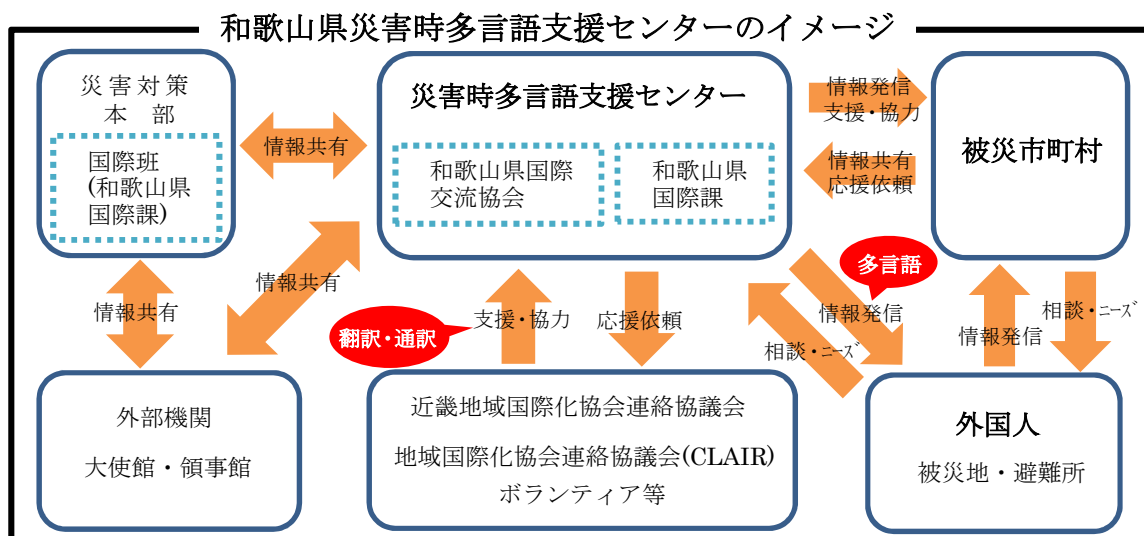 和歌山県災害時多言語支援センターのイメージ
災害対策
本 部
国際班
(和歌山県
国際課)
情報共有
災害時多言語支援センター
和歌山県国際
交流協会
和歌山県
国際課
情報発信
支援・協力
情報共有
応援依頼
被災市町村
情報共有
情報共有
翻訳・通訳
支援・協力
応援依頼
多言語
情報発信
相談・ニーズ
情報発信
相談・ニーズ
外部機関
大使館・領事館
近畿地域国際化協会連絡協議会
地域国際化協会連絡協議会(CLAIR)
ボランティア等
外国人
被災地・避難所